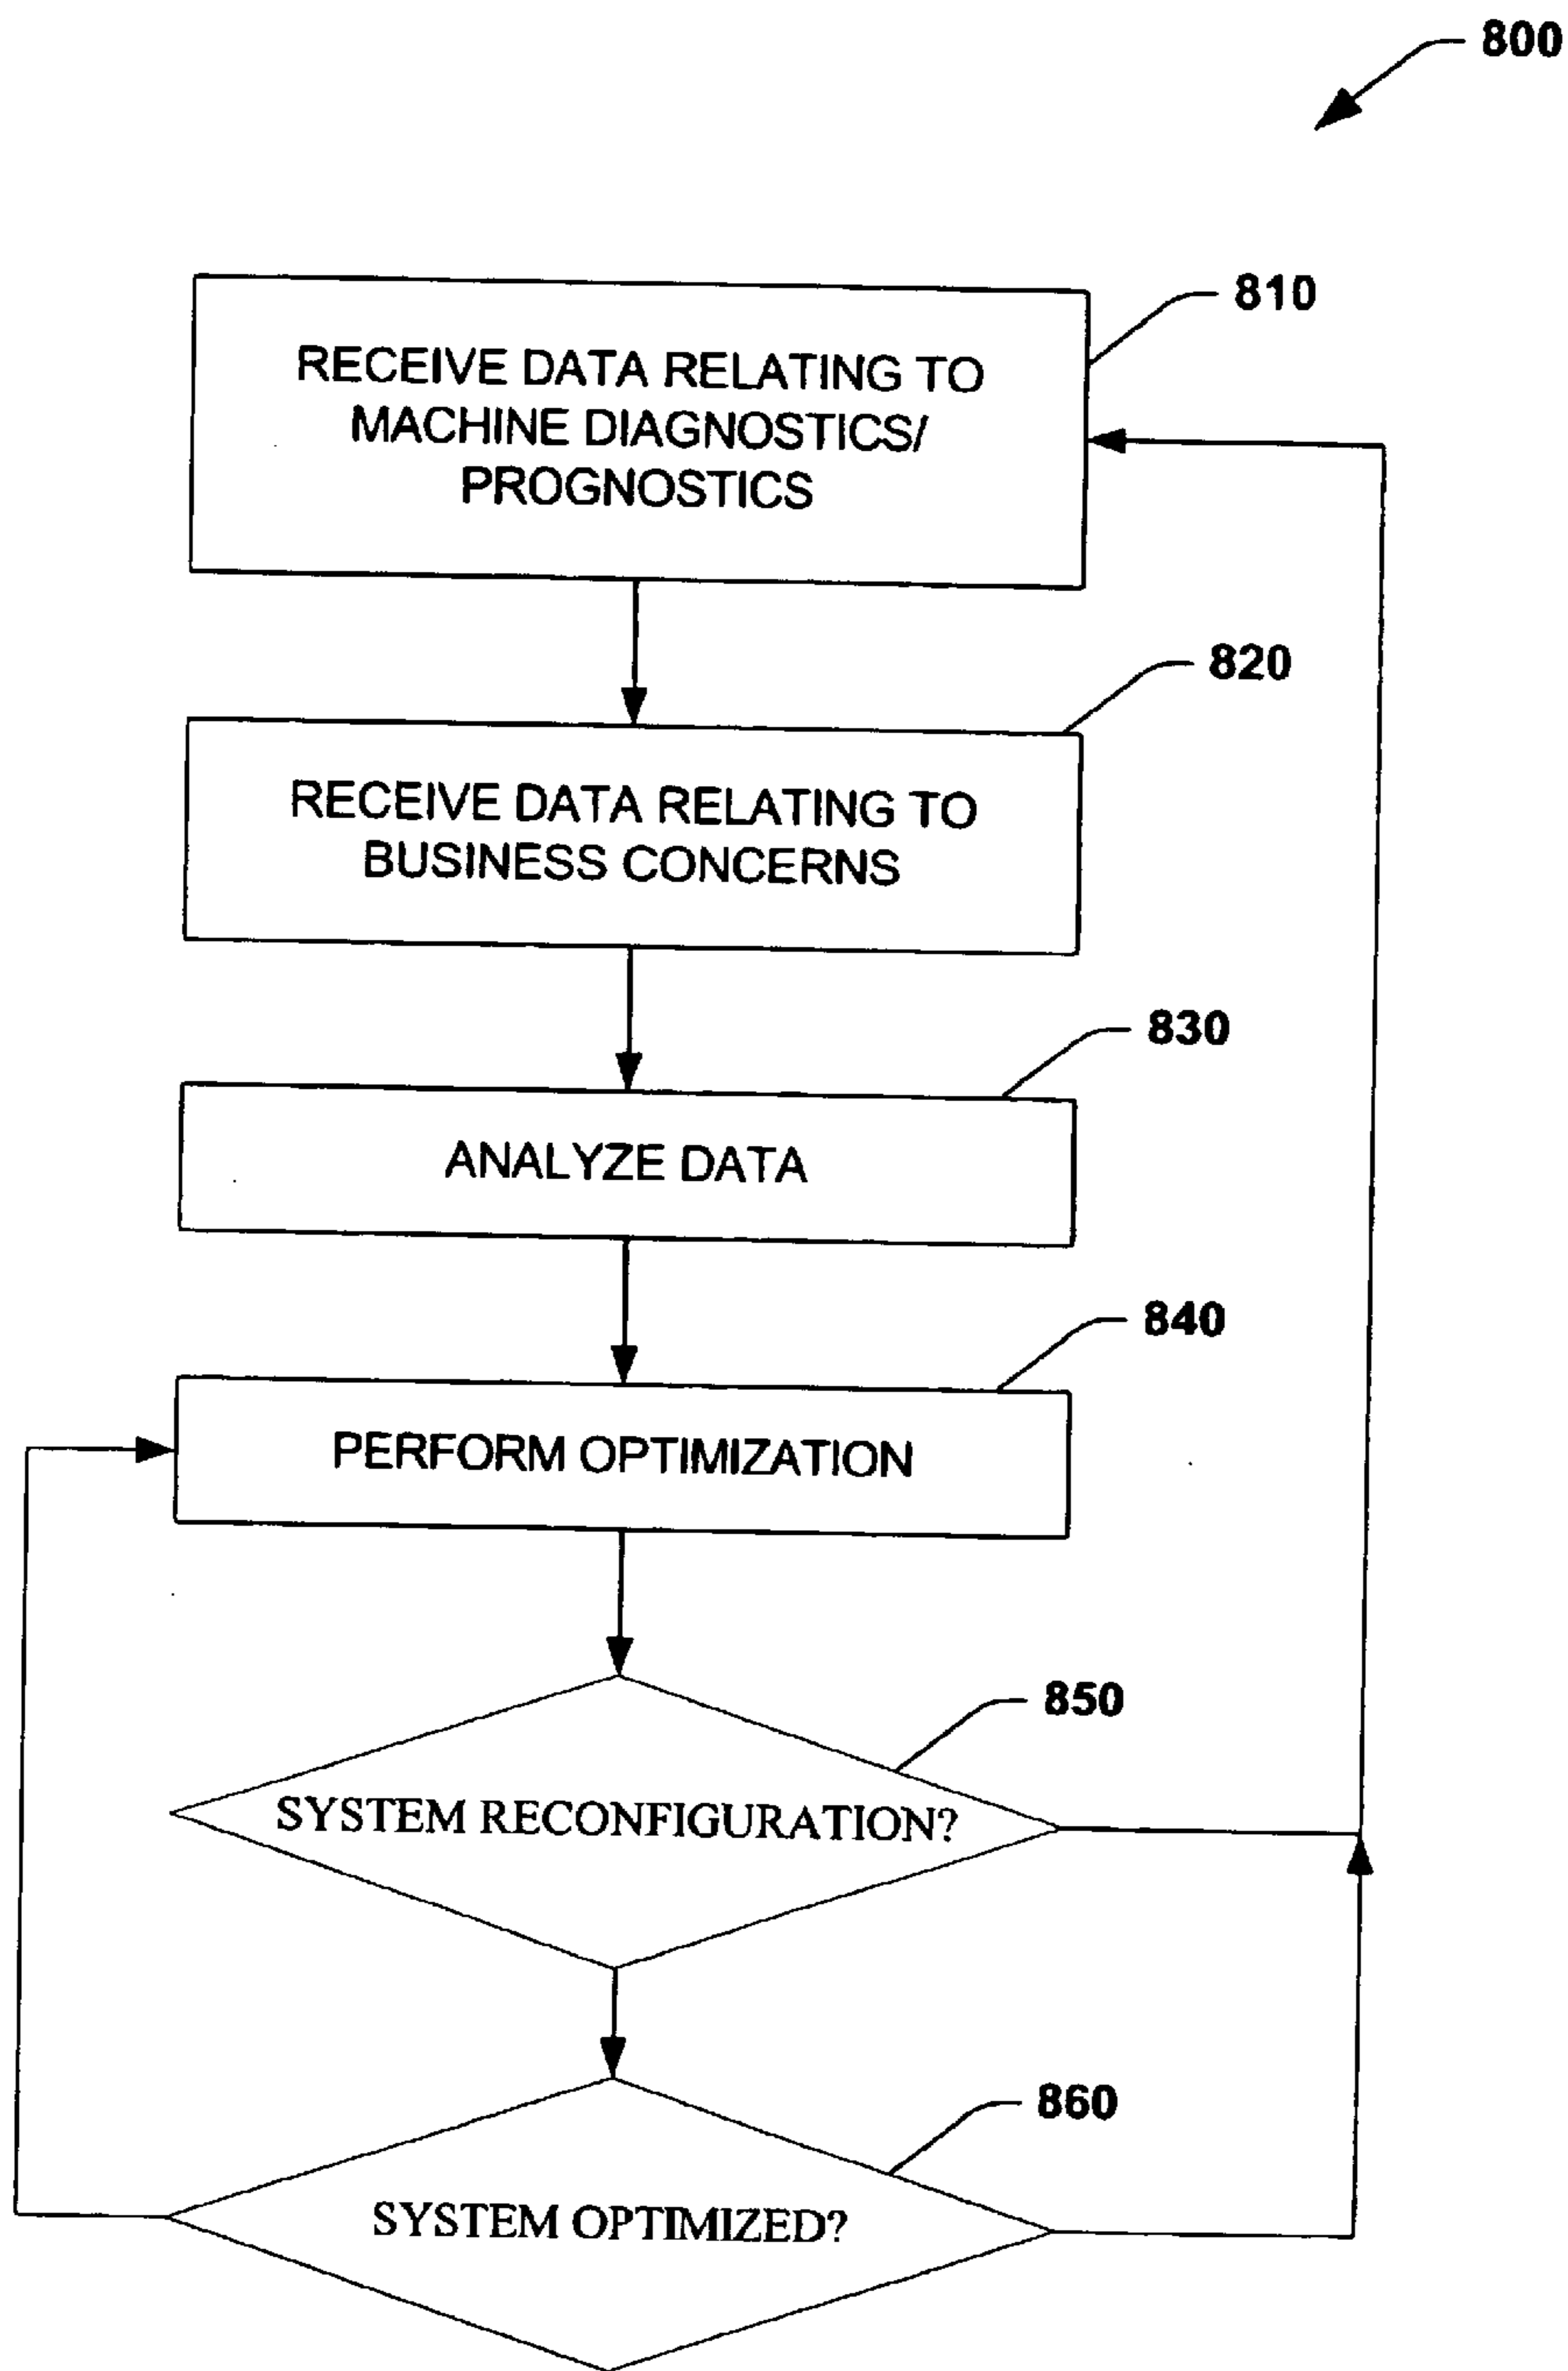 800
810
RECEIVE DATA RELATING TO
MACHINE DIAGNOSTICS/
PROGNOSTICS
820
RECEIVE DATA RELATING TO
BUSINESS CONCERNS
830
ANALYZE DATA
840
PERFORM OPTIMIZATION
850
SYSTEM RECONFIGURATION?
860
SYSTEM OPTIMIZED?